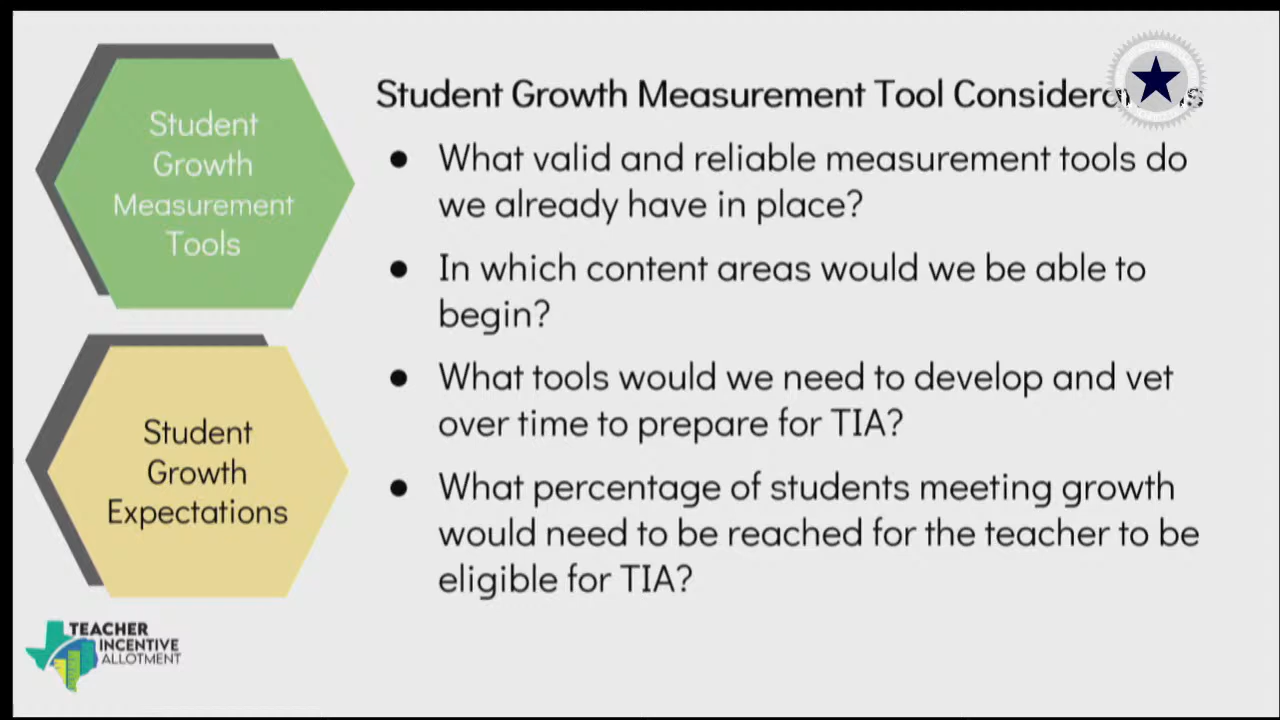 Student
Growth
Measurement
Tools
Student Growth Measurement Tool
● What valid and reliable measurement tools do
we already have in place?
● In which content areas would we be able to
begin?
● What tools would we need to develop and vet
over time to prepare for TIA?
● What percentage of students meeting growth
would need to be reached for the teacher to be
eligible for TIA?
Student
Growth
Expectations
TEACHER
INCENTIVE
ALLOTMENT